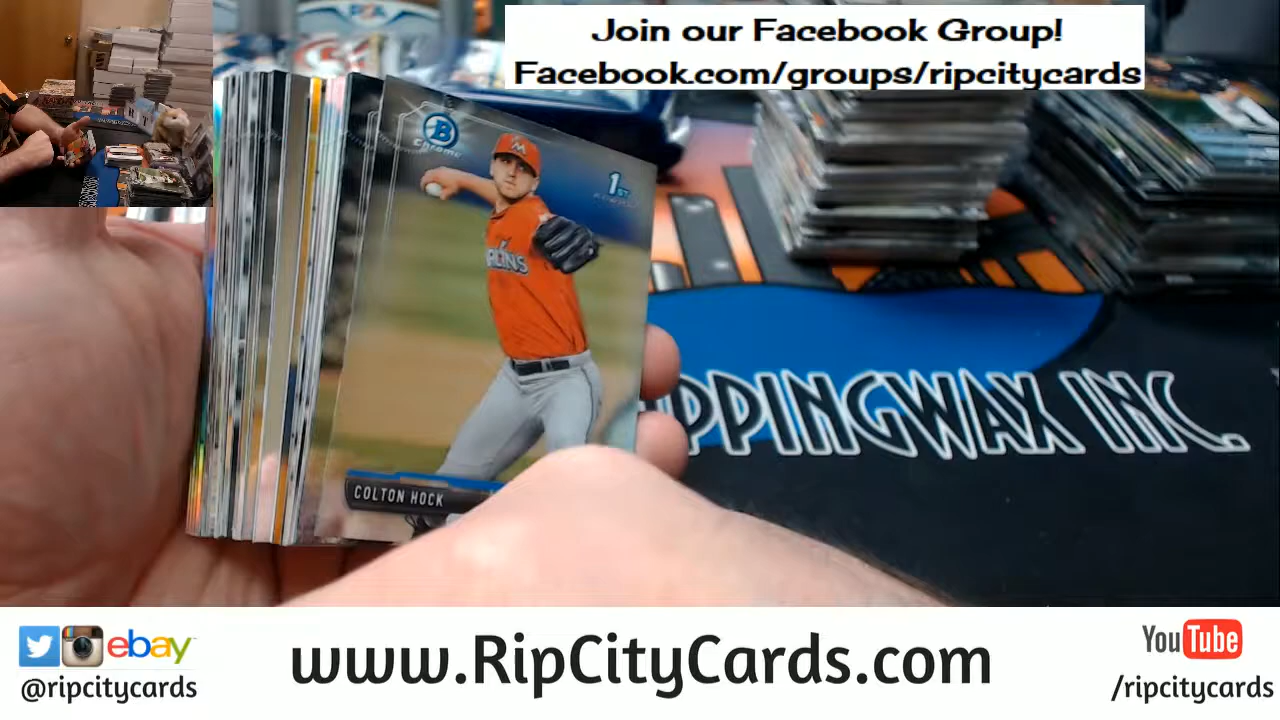 Join our Facebook Group!
Facebook.com/groups/ripcitycards
B
Chrome
1ST
M
COLTON HOCK
PPINGWAX INC.
ebay
@ripcitycards
www.RipCityCards.com
YouTube
/ripcitycards